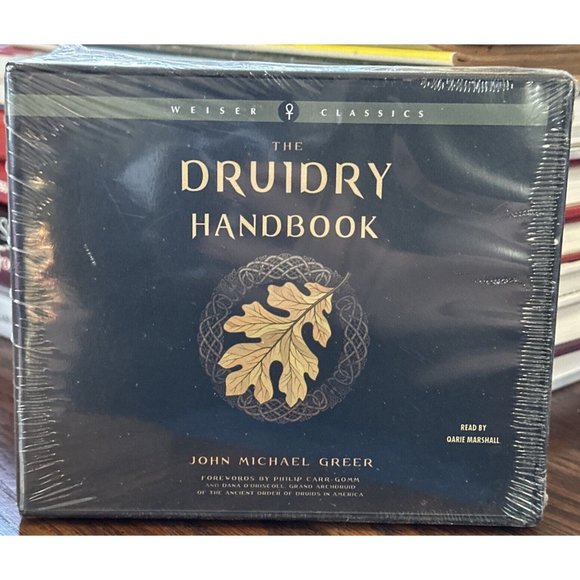 WEISER CLASSICS
THE
DRUIDRY
HANDBOOK
READ BY
QARIE MARSHALL
JOHN MICHAEL GREER
FOREWORDS BY PHILIP CARR-GOMM
AND DANA O'DRISCOLL, GRAND ARCHDRUID
OF THE ANCIENT ORDER OF DRUIDS IN AMERICA